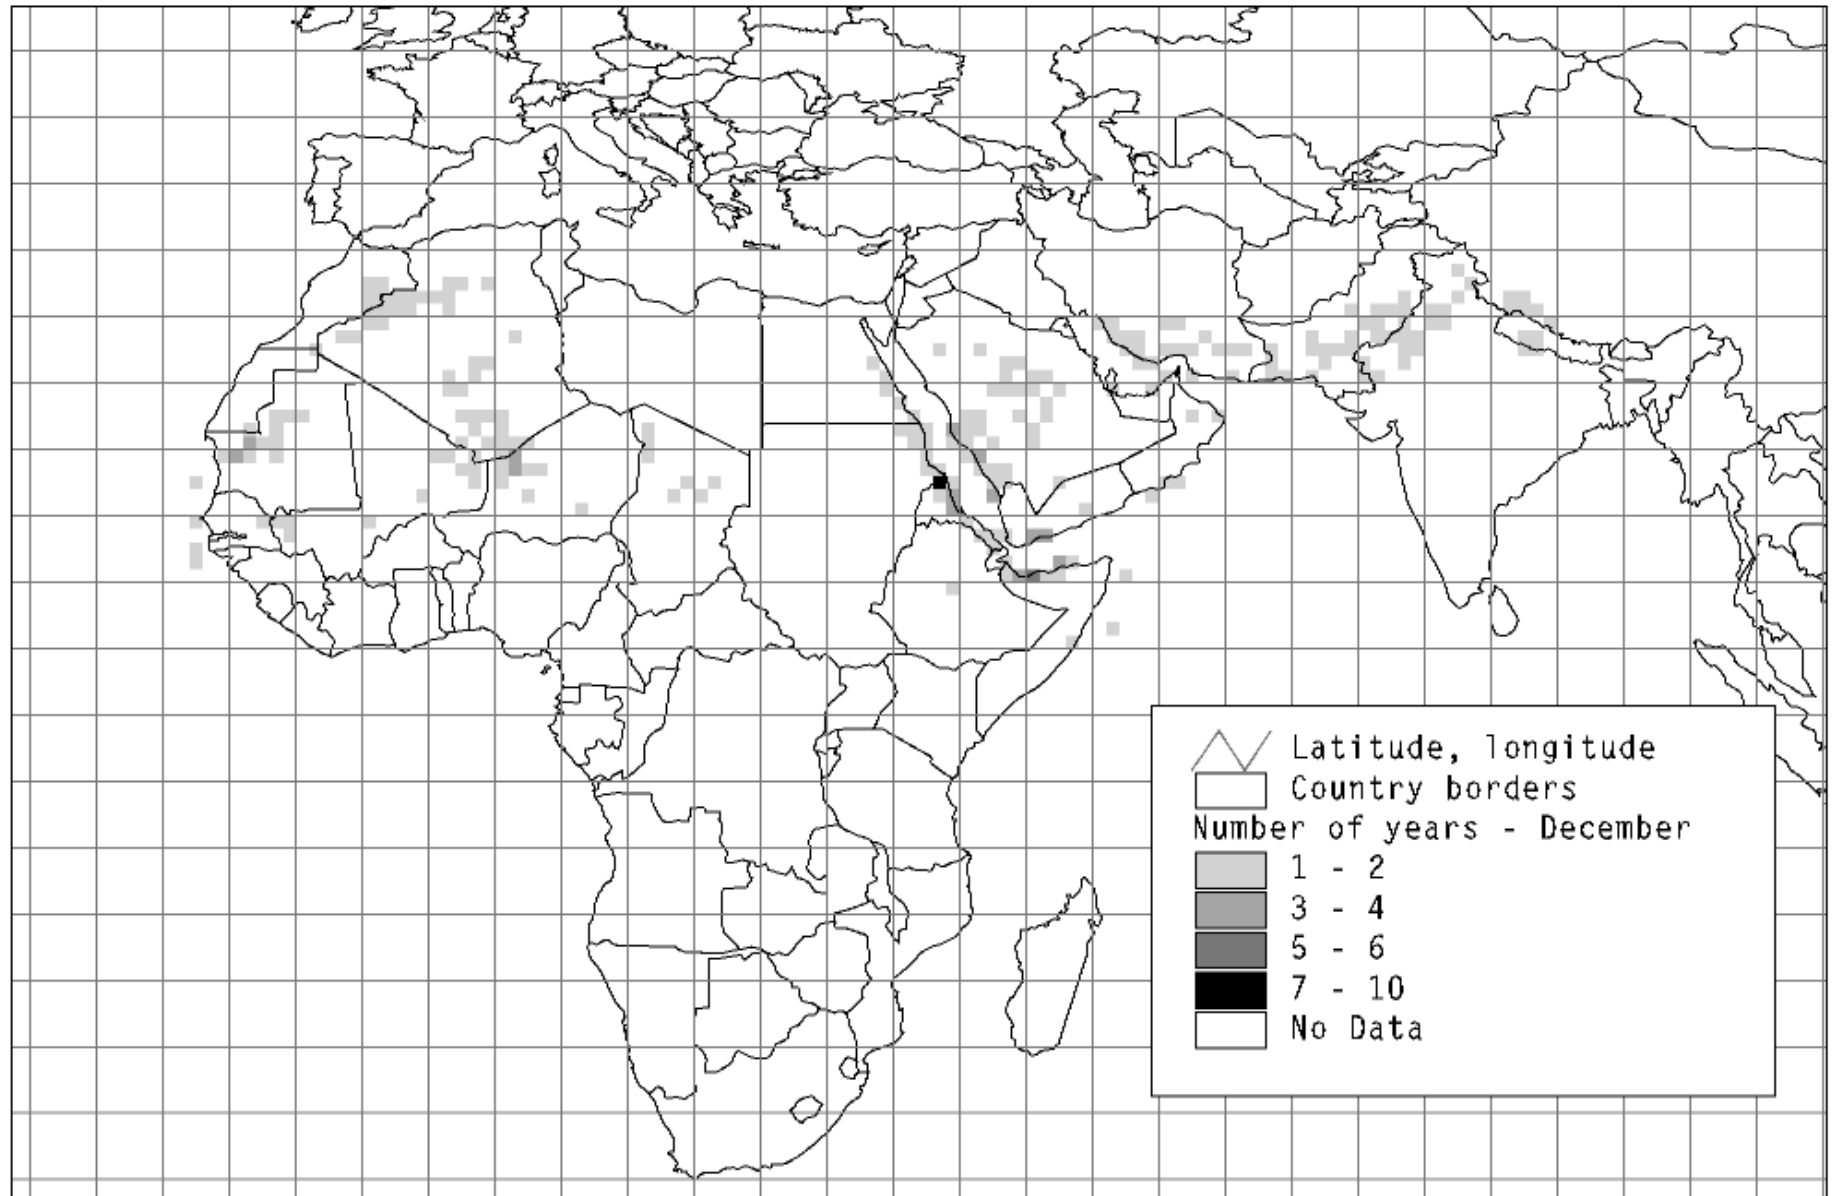 Latitude, longitude
Country borders
Number of years - December
1 - 2
3 - 4
5 - 6
7 - 10
No Data